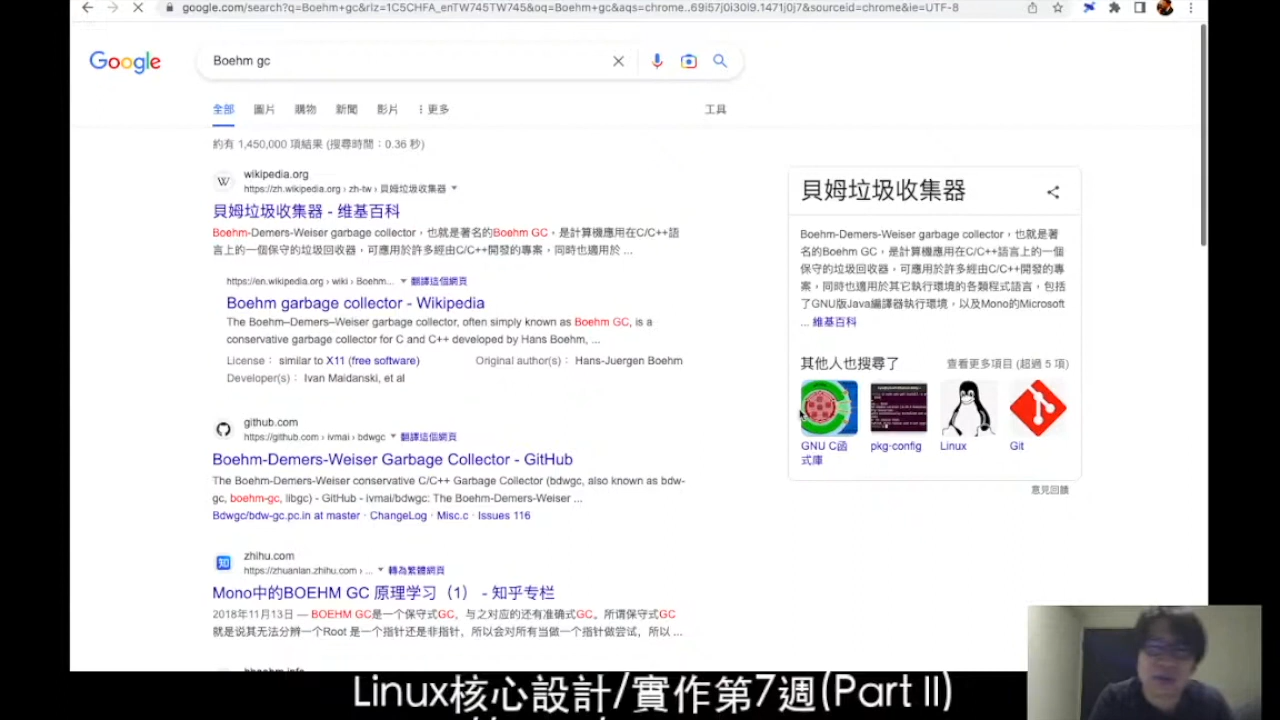 google.com/search?q=Boehm+gc&rlz=1C5CHFA_enTW745TW745&oq=Boehm+gc&aqs=chrome..69i57j0i30l9.1471j0j7&sourceid=chrome&ie=UTF-8
Google
Boehm gc
全部 圖片 購物 新聞 影片 更多 工具
約有 1,450,000 項結果 (搜尋時間：0.36 秒)
W
wikipedia.org
https://zh.wikipedia.org › zh-tw › 貝姆垃圾收集器
貝姆垃圾收集器 - 維基百科
Boehm-Demers-Weiser garbage collector，也就是著名的Boehm GC，是計算機應用在C/C++語
言上的一個保守的垃圾回收器，可應用於許多經由C/C++開發的專案，同時也適用於 ...
https://en.wikipedia.org › wiki › Boehm... 翻譯這個網頁
Boehm garbage collector - Wikipedia
The Boehm–Demers–Weiser garbage collector, often simply known as Boehm GC, is a
conservative garbage collector for C and C++ developed by Hans Boehm, ...
License： similar to X11 (free software) Original author(s)： Hans-Juergen Boehm
Developer(s)： Ivan Maidanski, et al
github.com
https://github.com › ivmai › bdwgc 翻譯這個網頁
Boehm-Demers-Weiser Garbage Collector - GitHub
The Boehm-Demers-Weiser conservative C/C++ Garbage Collector (bdwgc, also known as bdw-
gc, boehm-gc, libgc) - GitHub - ivmai/bdwgc: The Boehm-Demers-Weiser ...
Bdwgc/bdw-gc.pc.in at master · ChangeLog · Misc.c · Issues 116
知
zhihu.com
https://zhuanlan.zhihu.com › ... 轉為繁體網頁
Mono中的BOEHM GC 原理学习（1） - 知乎专栏
2018年11月13日 — BOEHM GC是一个保守式GC，与之对应的还有准确式GC。所谓保守式GC
就是说其无法分辨一个Root 是一个指针还是非指针，所以会对所有当做一个指针做尝试，所以 ...
貝姆垃圾收集器
Boehm-Demers-Weiser garbage collector，也就是著
名的Boehm GC，是計算機應用在C/C++語言上的一個
保守的垃圾回收器，可應用於許多經由C/C++開發的專
案，同時也適用於其它執行環境的各類程式語言，包括
了GNU版Java編譯器執行環境，以及Mono的Microsoft
... 維基百科
其他人也搜尋了 查看更多項目 (超過 5 項)
GNU C函
式庫
pkg-config
Linux
Git
意見回饋
Linux核心設計/實作第7週(Part II)